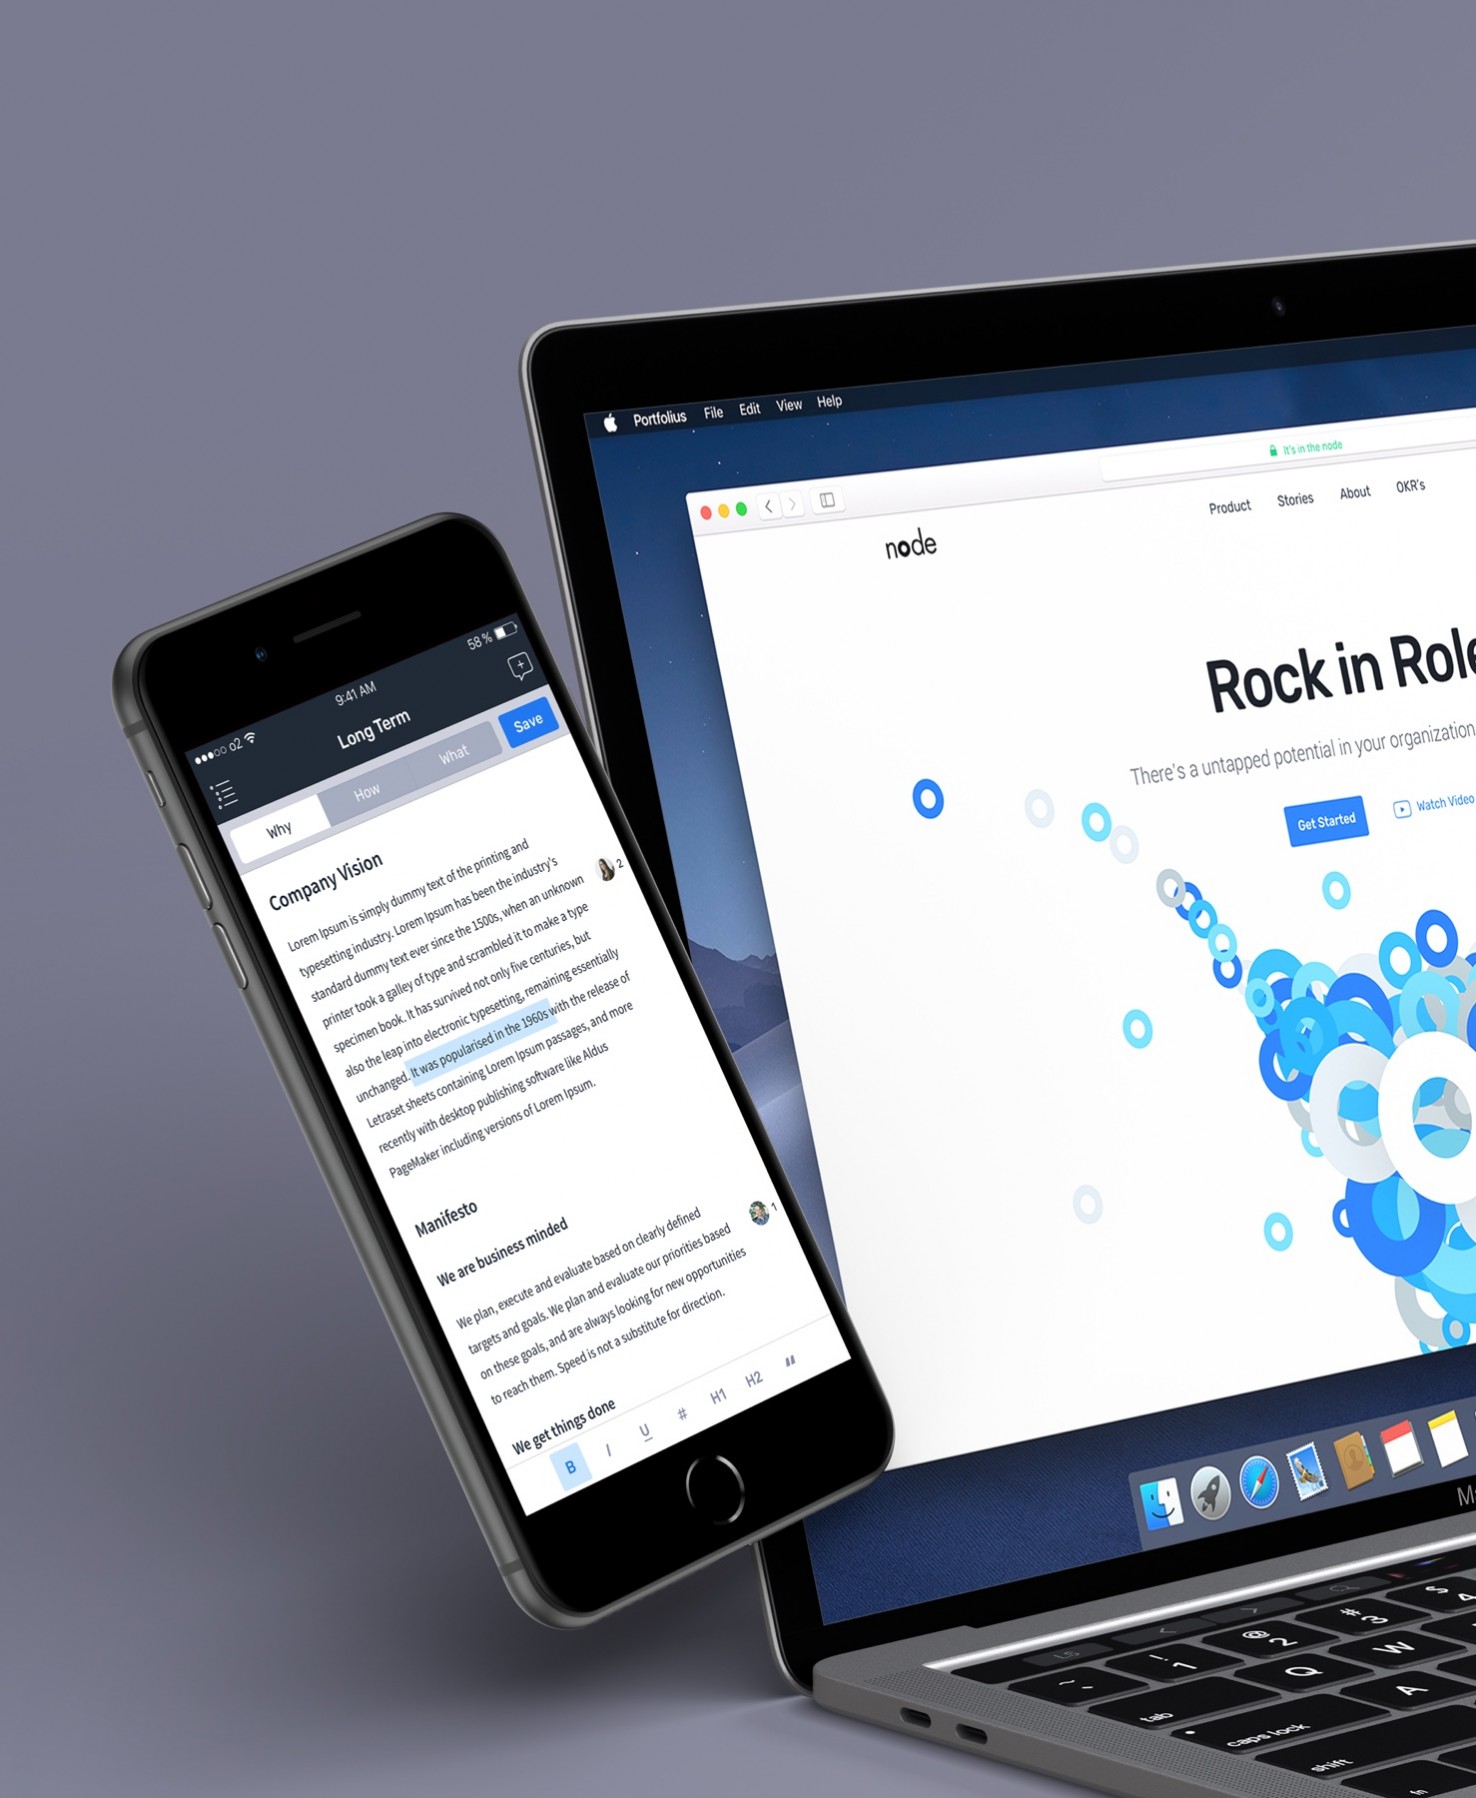 ●●●○○ o2
9:41 AM
58 %
Long Term
Why
How
What
Save
Company Vision
Lorem Ipsum is simply dummy text of the printing and
typesetting industry. Lorem Ipsum has been the industry's
standard dummy text ever since the 1500s, when an unknown
printer took a galley of type and scrambled it to make a type
specimen book. It has survived not only five centuries, but
also the leap into electronic typesetting, remaining essentially
unchanged. It was popularised in the 1960s with the release of
Letraset sheets containing Lorem Ipsum passages, and more
recently with desktop publishing software like Aldus
PageMaker including versions of Lorem Ipsum.
2
Manifesto
We are business minded
We plan, execute and evaluate based on clearly defined
targets and goals. We plan and evaluate our priorities based
on these goals, and are always looking for new opportunities
to reach them. Speed is not a substitute for direction.
1
We get things done
B I U # H1 H2 "
Portfolius File Edit View Help
It's in the node
node
Product Stories About OKR's
Rock in Role
There's a untapped potential in your organization
Get Started
Watch Video
~ ! 1 @ 2 # 3 $ 4
tab Q W
caps lock A
shift
fn